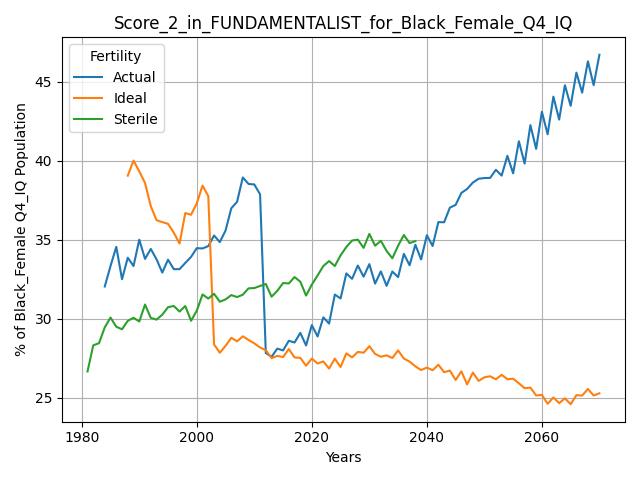 Score_2_in_FUNDAMENTALIST_for_Black_Female_Q4_IQ
Fertility
Actual
Ideal
Sterile
% of Black_Female Q4_IQ Population
45
40
35
30
25
1980
2000
2020
2040
2060
Years